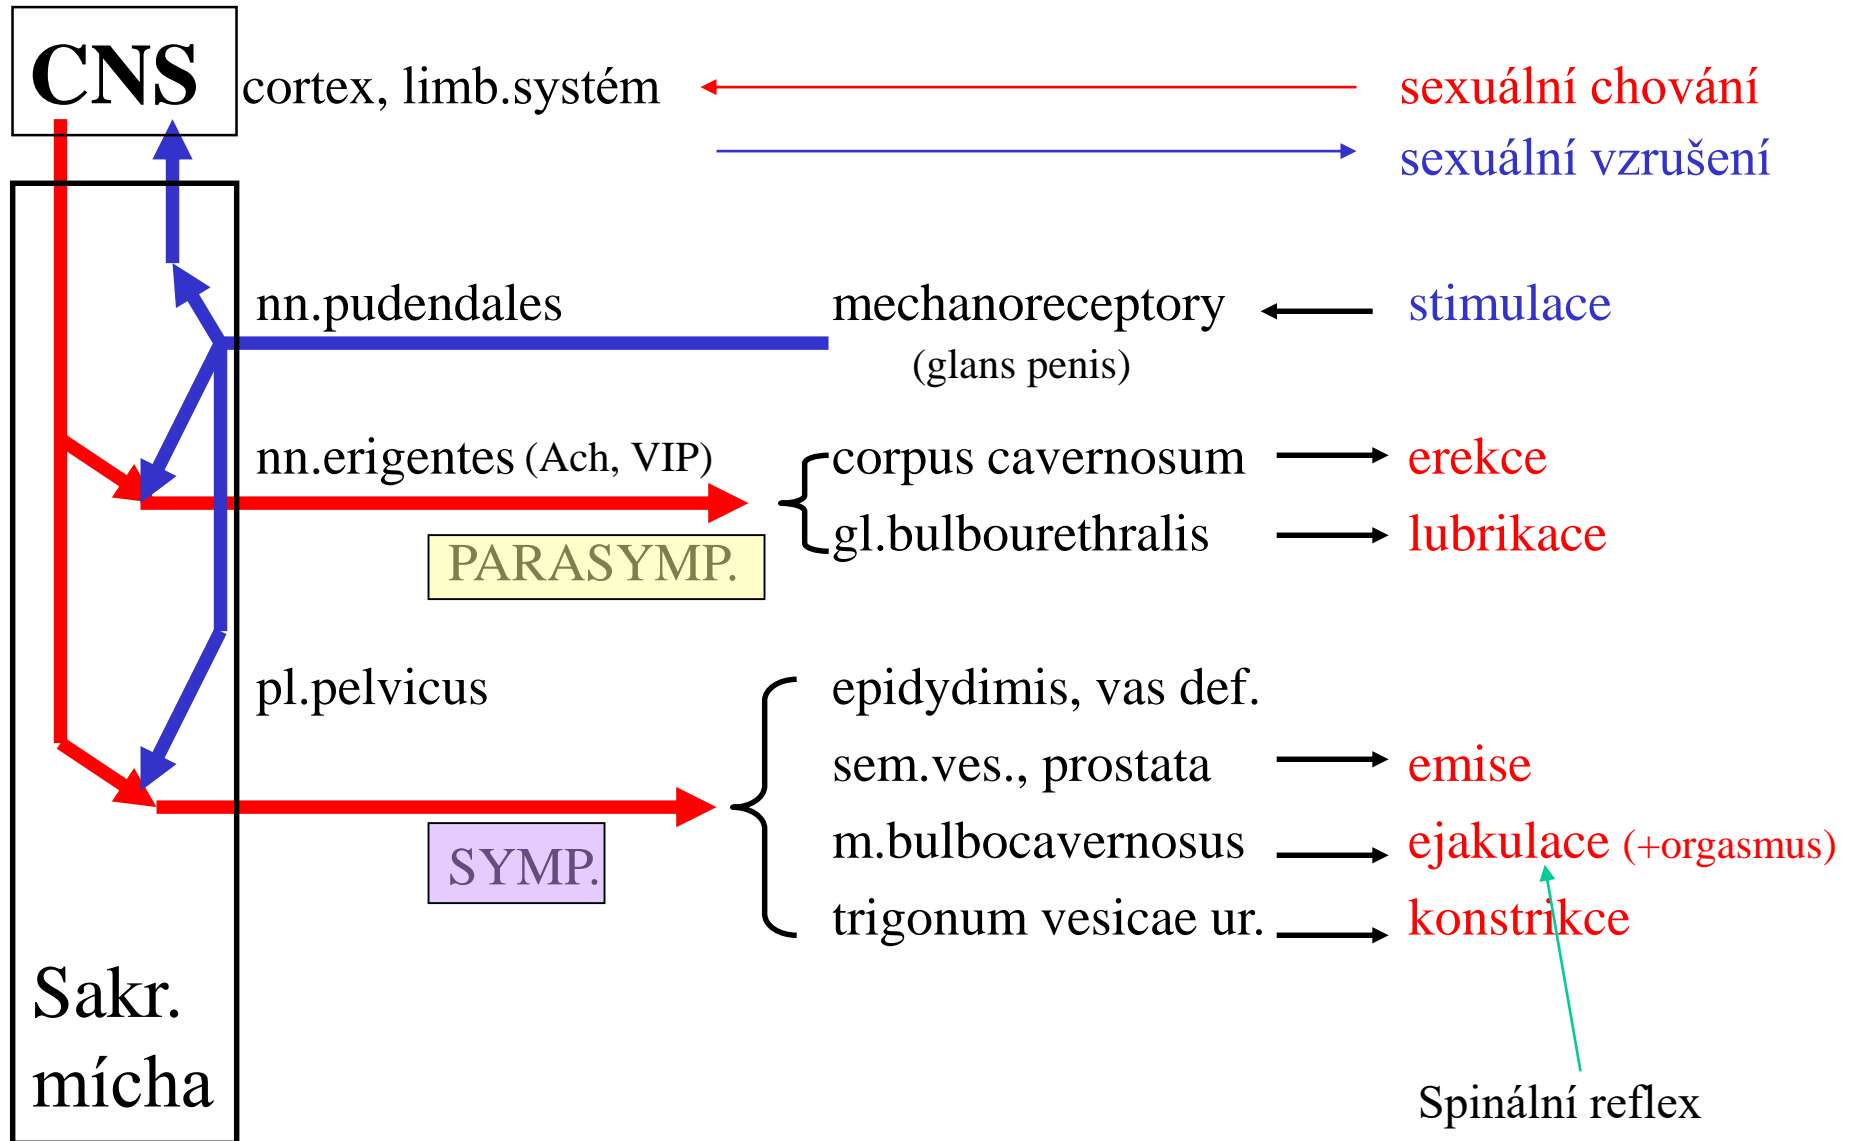 CNS cortex, limb.systém sexuální chování
sexuální vzrušení
nn.pudendales mechanoreceptory stimulace
(glans penis)
nn.erigentes (Ach, VIP) corpus cavernosum erekce
PARASYMP. gl.bulbourethralis lubrikace
pl.pelvicus epidydimis, vas def.
sem.ves., prostata emise
SYMP. m.bulbocavernosus ejakulace (+orgasmus)
trigonum vesicae ur. konstrikce
Sakr.
mícha
Spinální reflex